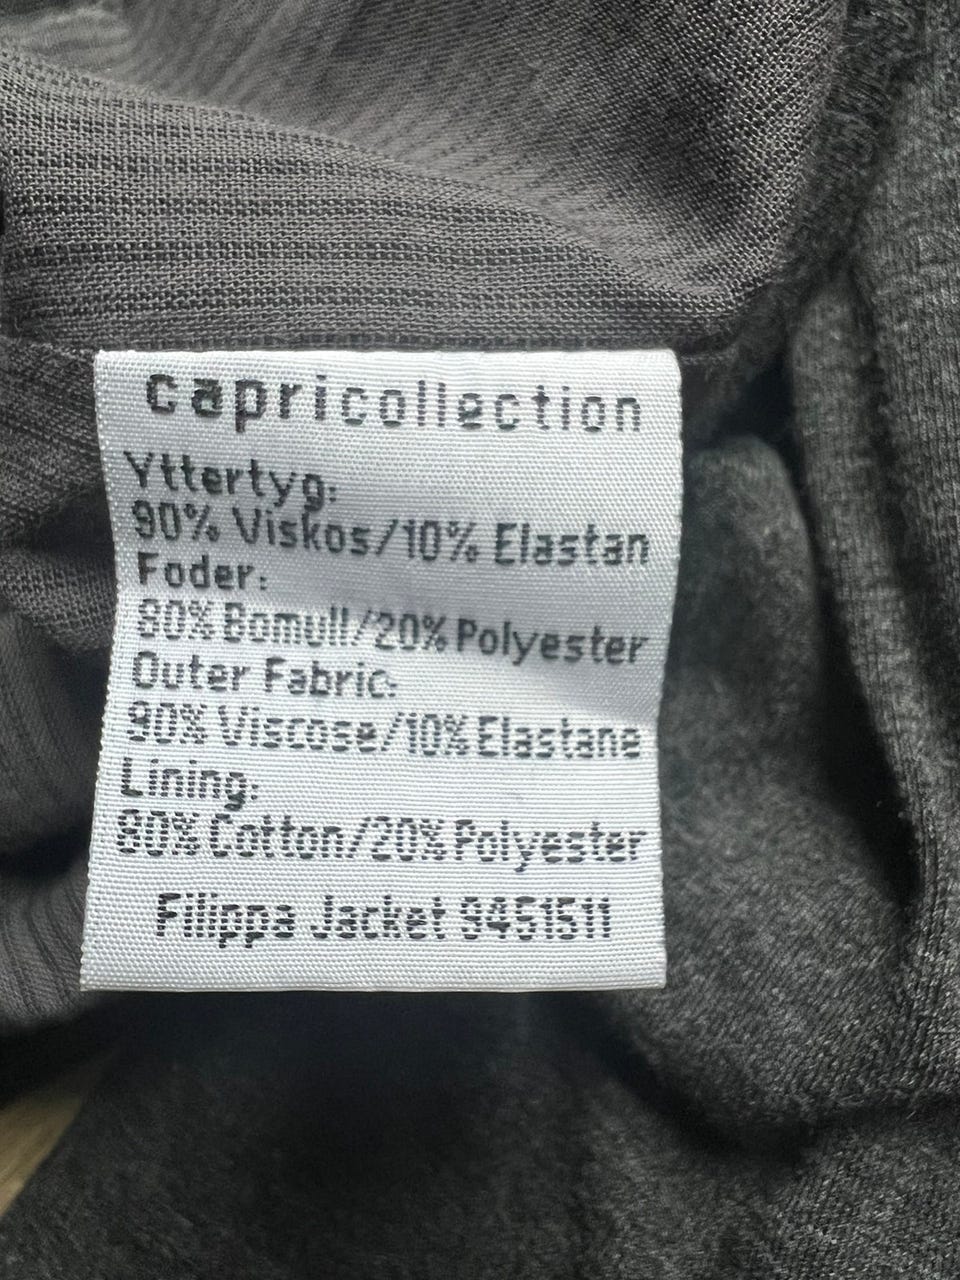 capricollection
Yttertyg:
90% Viskos/10% Elastan
Foder:
80% Bomull/20% Polyester
Outer Fabric:
90% Viscose/10% Elastane
Lining:
80% Cotton/20% Polyester
Filippa Jacket 9451511